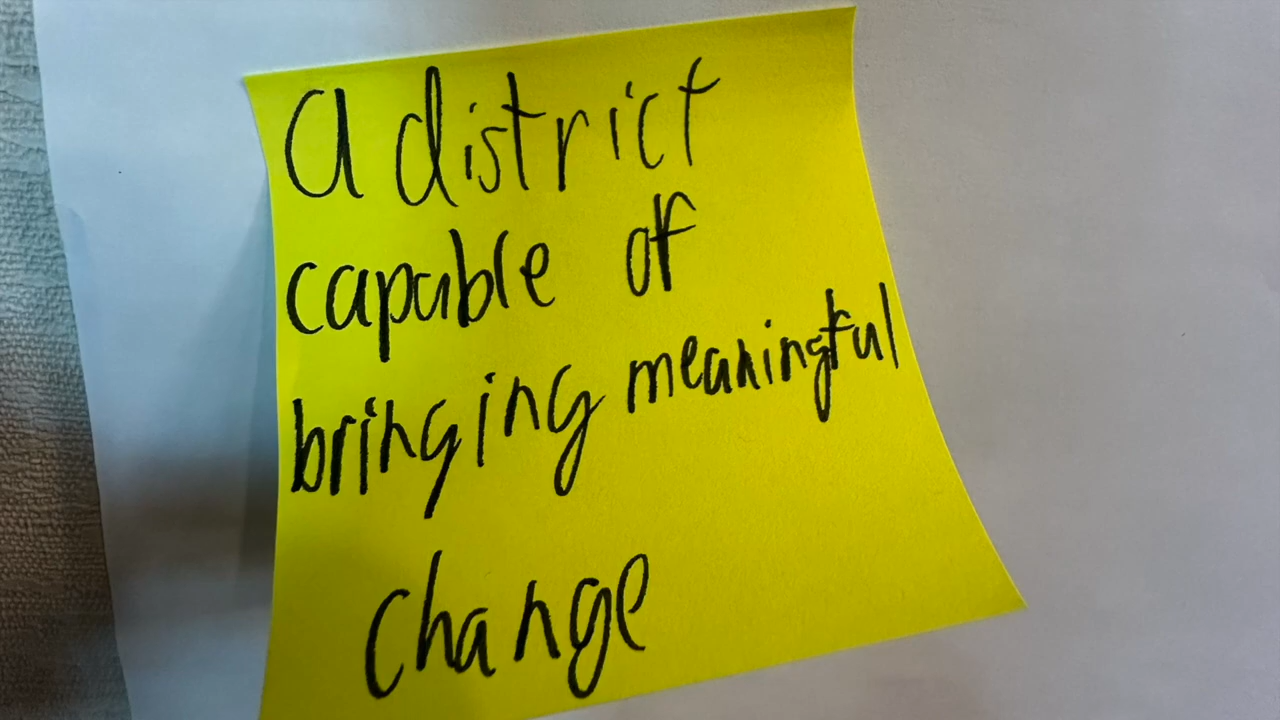 a district
capable of
bringing meaningful
change